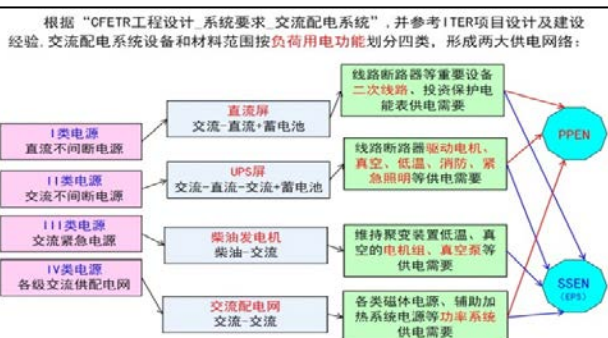 根据“CFETR工程设计_系统要求_交流配电系统”,并参考ITER项目设计及建设
经验,交流配电系统设备和材料范围按负荷用电功能划分四类,形成两大供电网络:
I类电源
直流不间断电源
II类电源
交流不间断电源
III类电源
交流紧急电源
IV类电源
各级交流供配电网
直流屏
交流-直流+蓄电池
UPS屏
交流-直流-交流+蓄电池
柴油发电机
柴油-交流
交流配电网
交流-交流
线路断路器等重要设备
二次线路、投资保护电
能表供电需要
线路断路器驱动电机、
真空、低温、消防、紧
急照明等供电需要
维持聚变装置低温、真
空的电机组、真空泵等
供电需要
各类磁体电源、辅助加
热系统电源等功率系统
供电需要
PPEN
SSEN
(EPS)